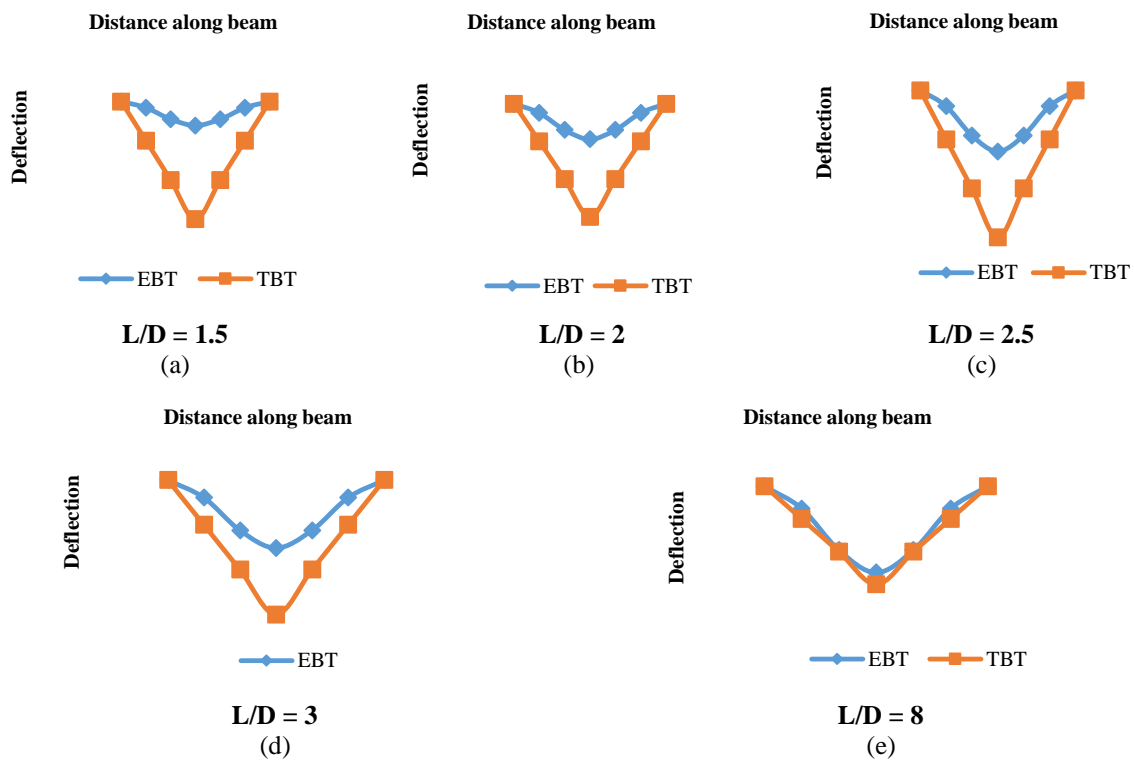 Distance along beam
Deflection
EBT TBT
L/D = 1.5
(a)
Distance along beam
Deflection
EBT TBT
L/D = 2
(b)
Distance along beam
Deflection
EBT TBT
L/D = 2.5
(c)
Distance along beam
Deflection
EBT
L/D = 3
(d)
Distance along beam
Deflection
EBT TBT
L/D = 8
(e)